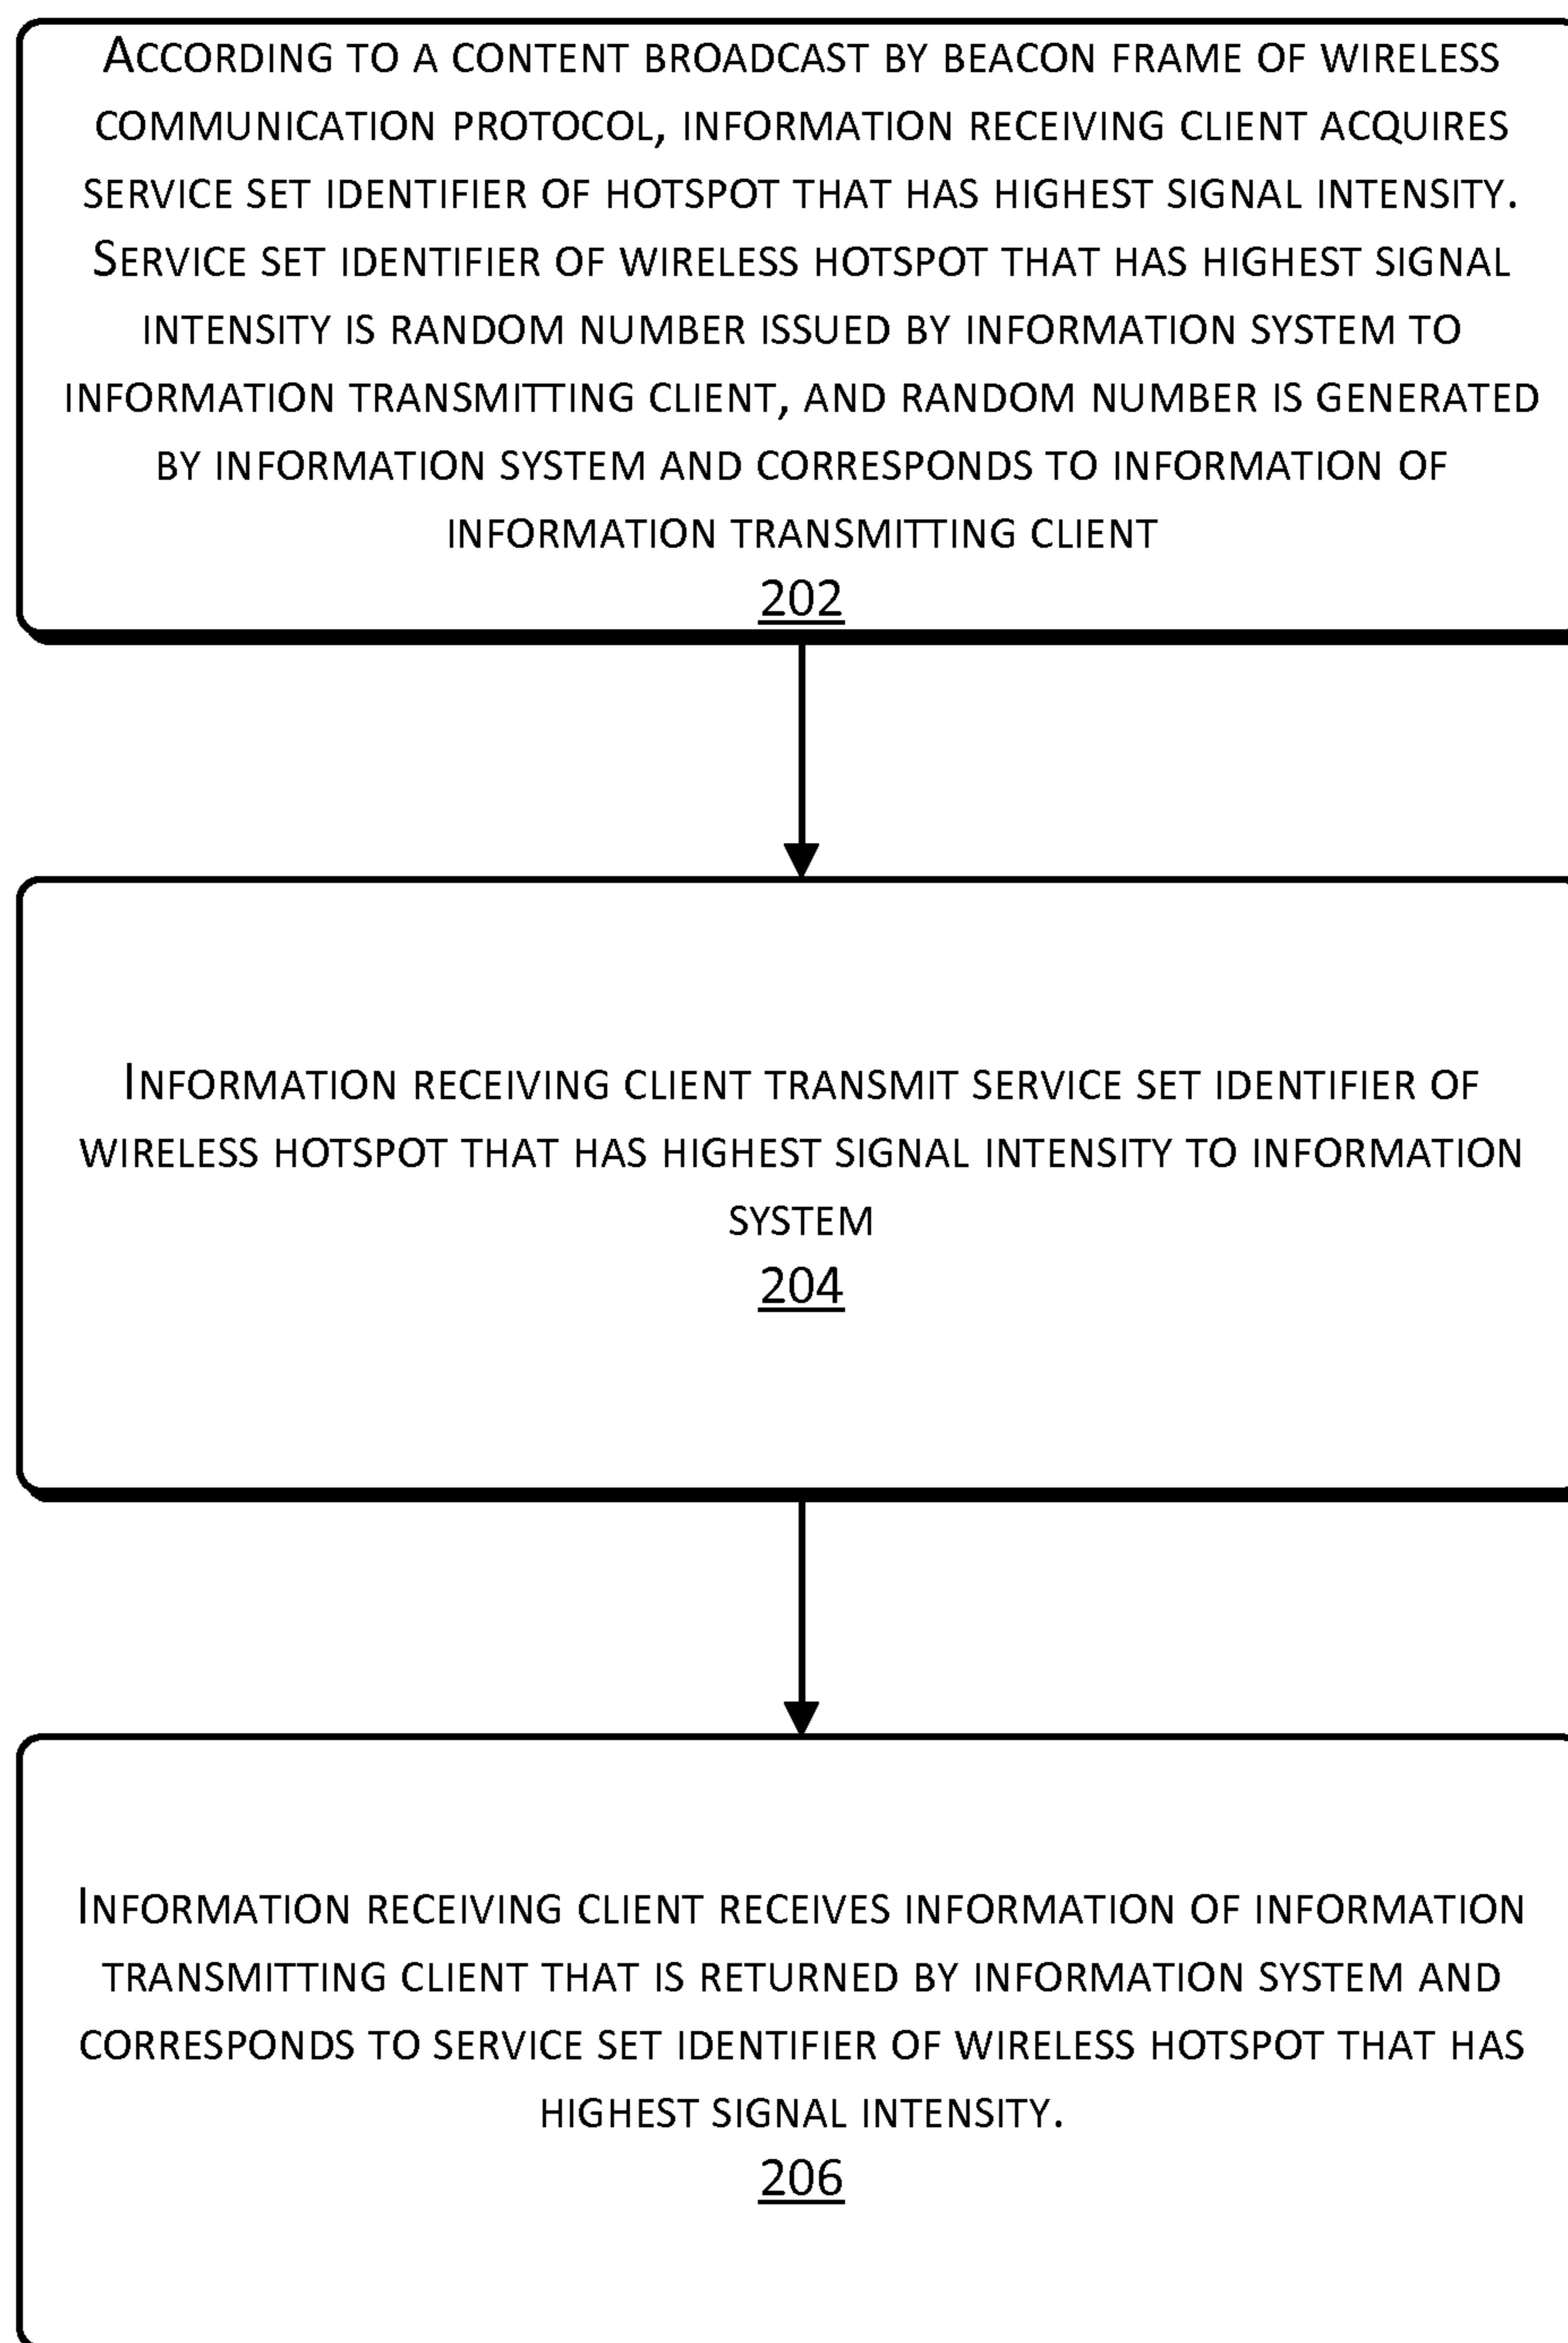 ACCORDING TO A CONTENT BROADCAST BY BEACON FRAME OF WIRELESS
COMMUNICATION PROTOCOL, INFORMATION RECEIVING CLIENT ACQUIRES
SERVICE SET IDENTIFIER OF HOTSPOT THAT HAS HIGHEST SIGNAL INTENSITY.
SERVICE SET IDENTIFIER OF WIRELESS HOTSPOT THAT HAS HIGHEST SIGNAL
INTENSITY IS RANDOM NUMBER ISSUED BY INFORMATION SYSTEM TO
INFORMATION TRANSMITTING CLIENT, AND RANDOM NUMBER IS GENERATED
BY INFORMATION SYSTEM AND CORRESPONDS TO INFORMATION OF
INFORMATION TRANSMITTING CLIENT
202
INFORMATION RECEIVING CLIENT TRANSMIT SERVICE SET IDENTIFIER OF
WIRELESS HOTSPOT THAT HAS HIGHEST SIGNAL INTENSITY TO INFORMATION
SYSTEM
204
INFORMATION RECEIVING CLIENT RECEIVES INFORMATION OF INFORMATION
TRANSMITTING CLIENT THAT IS RETURNED BY INFORMATION SYSTEM AND
CORRESPONDS TO SERVICE SET IDENTIFIER OF WIRELESS HOTSPOT THAT HAS
HIGHEST SIGNAL INTENSITY.
206